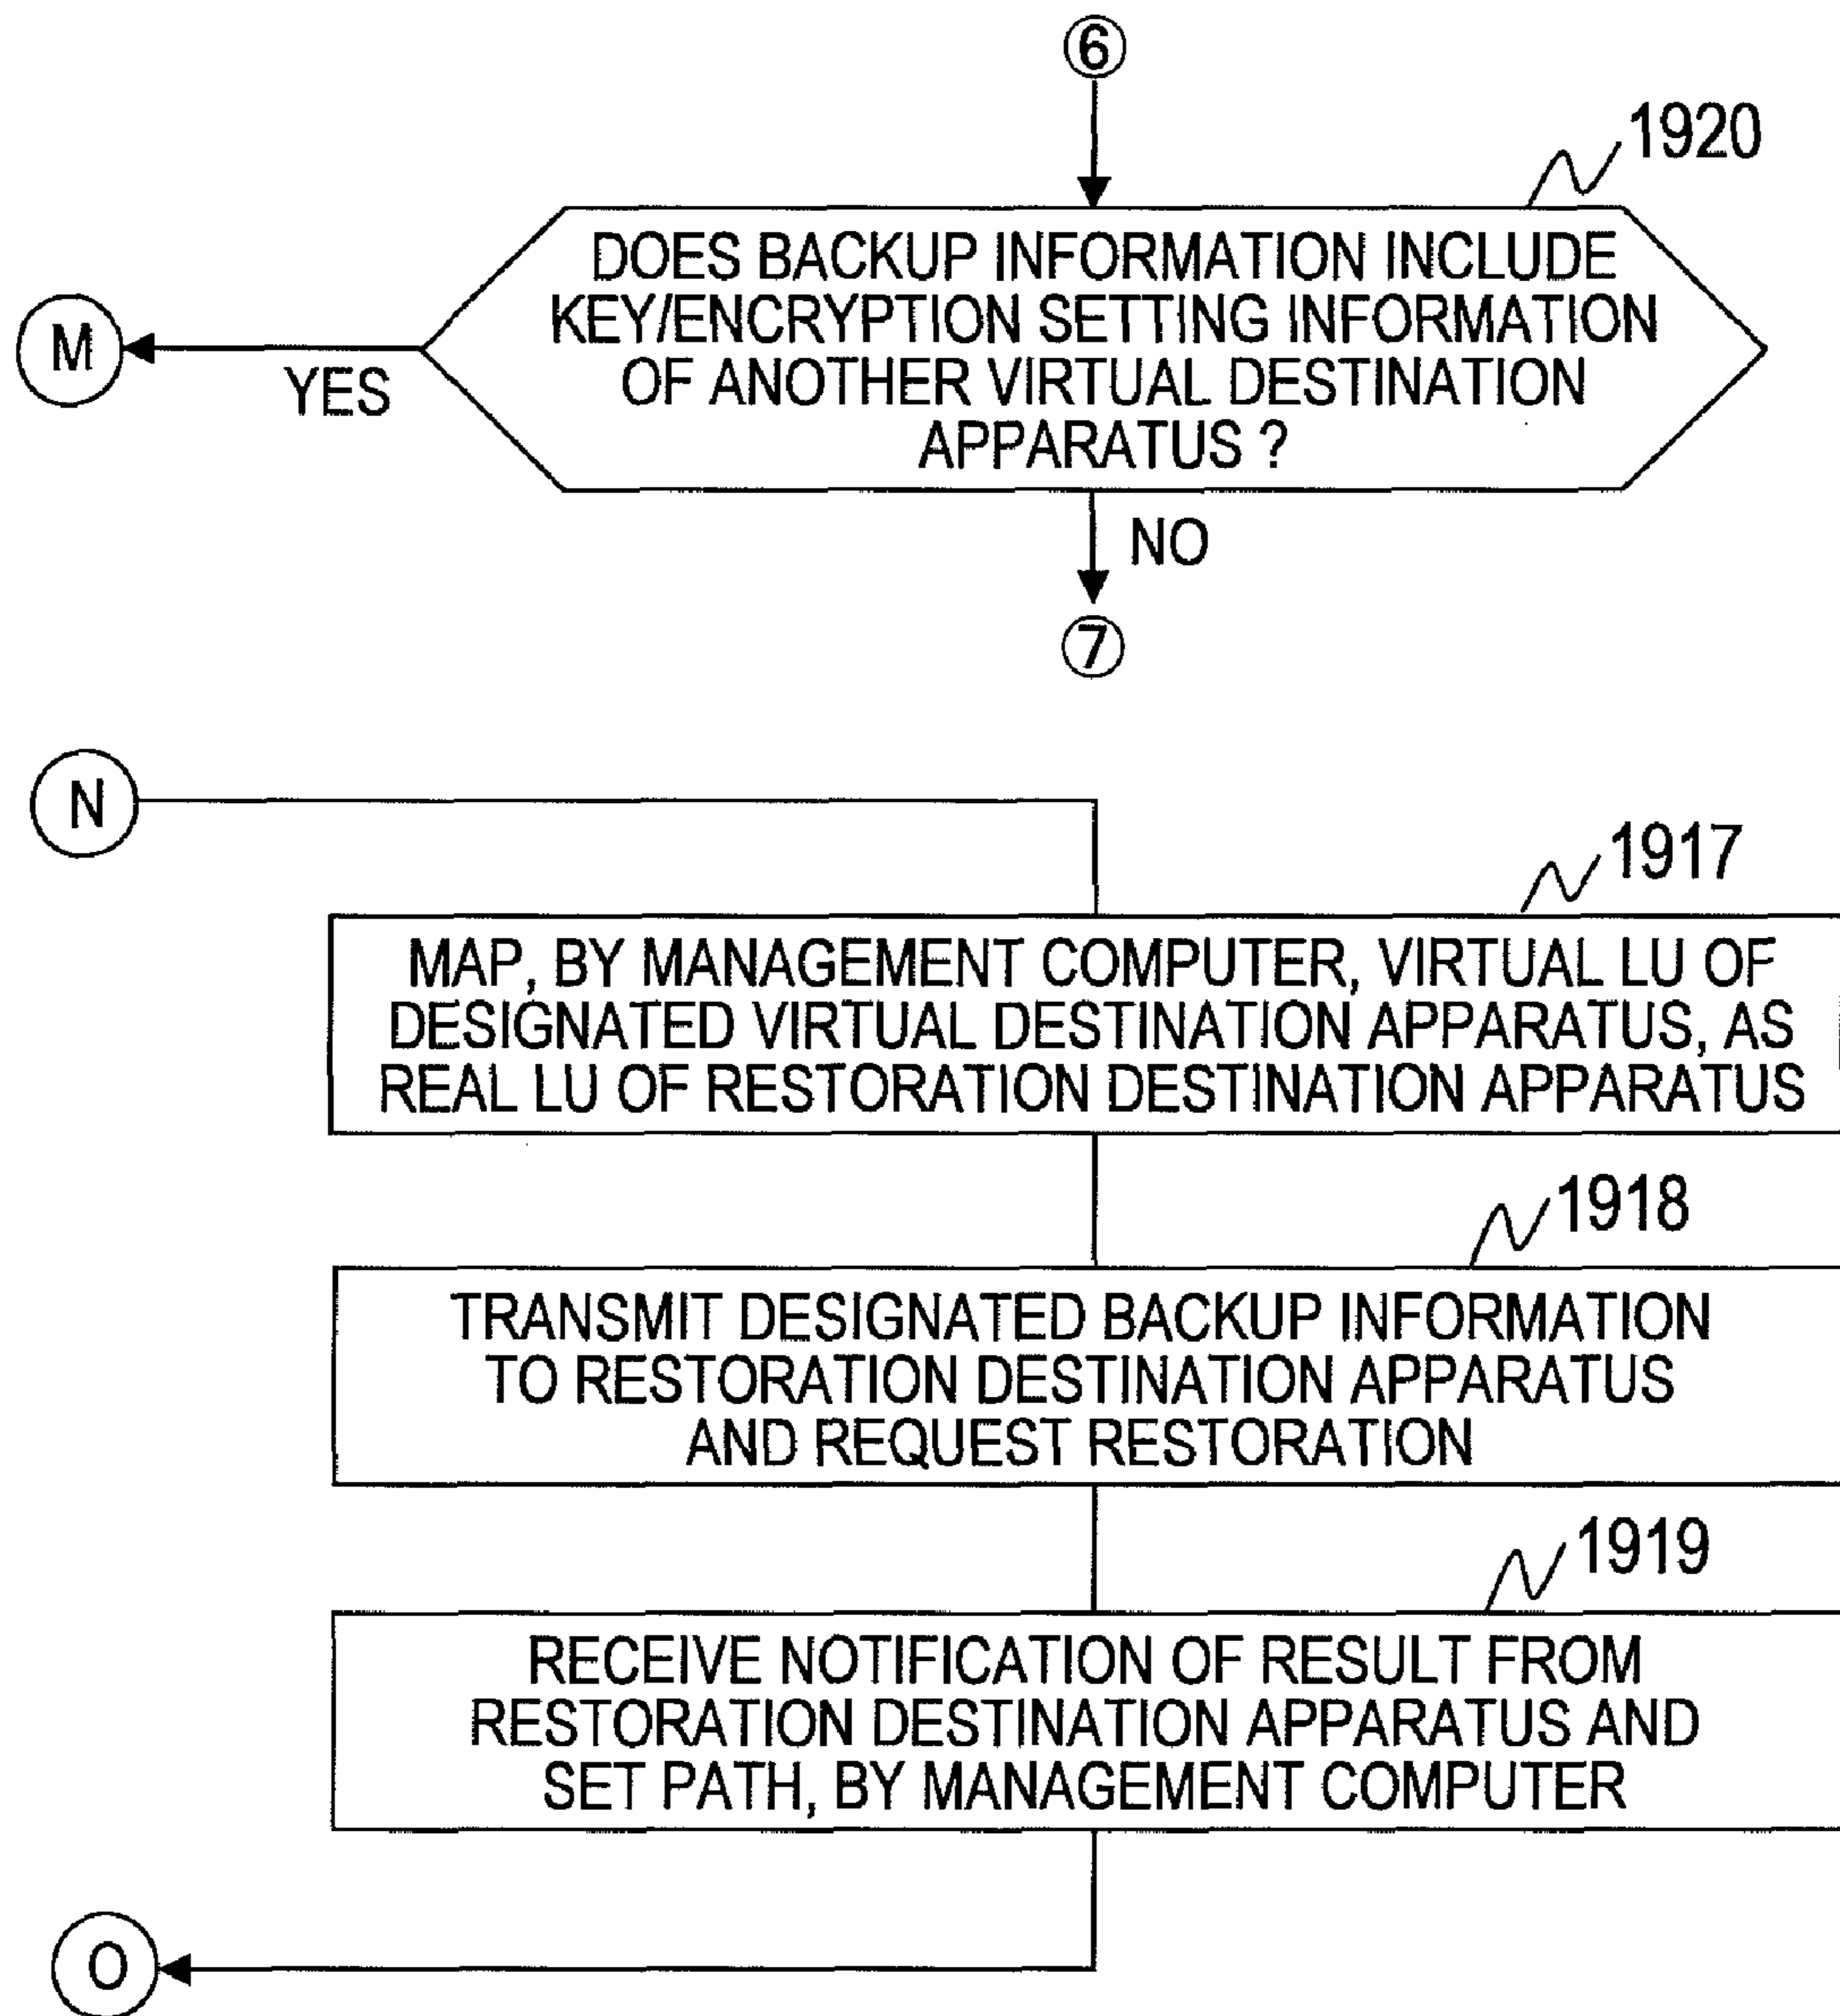 ⑥
1920
DOES BACKUP INFORMATION INCLUDE
KEY/ENCRYPTION SETTING INFORMATION
OF ANOTHER VIRTUAL DESTINATION
APPARATUS ?
M
YES
NO
⑦
N
1917
MAP, BY MANAGEMENT COMPUTER, VIRTUAL LU OF
DESIGNATED VIRTUAL DESTINATION APPARATUS, AS
REAL LU OF RESTORATION DESTINATION APPARATUS
1918
TRANSMIT DESIGNATED BACKUP INFORMATION
TO RESTORATION DESTINATION APPARATUS
AND REQUEST RESTORATION
1919
RECEIVE NOTIFICATION OF RESULT FROM
RESTORATION DESTINATION APPARATUS AND
SET PATH, BY MANAGEMENT COMPUTER
O